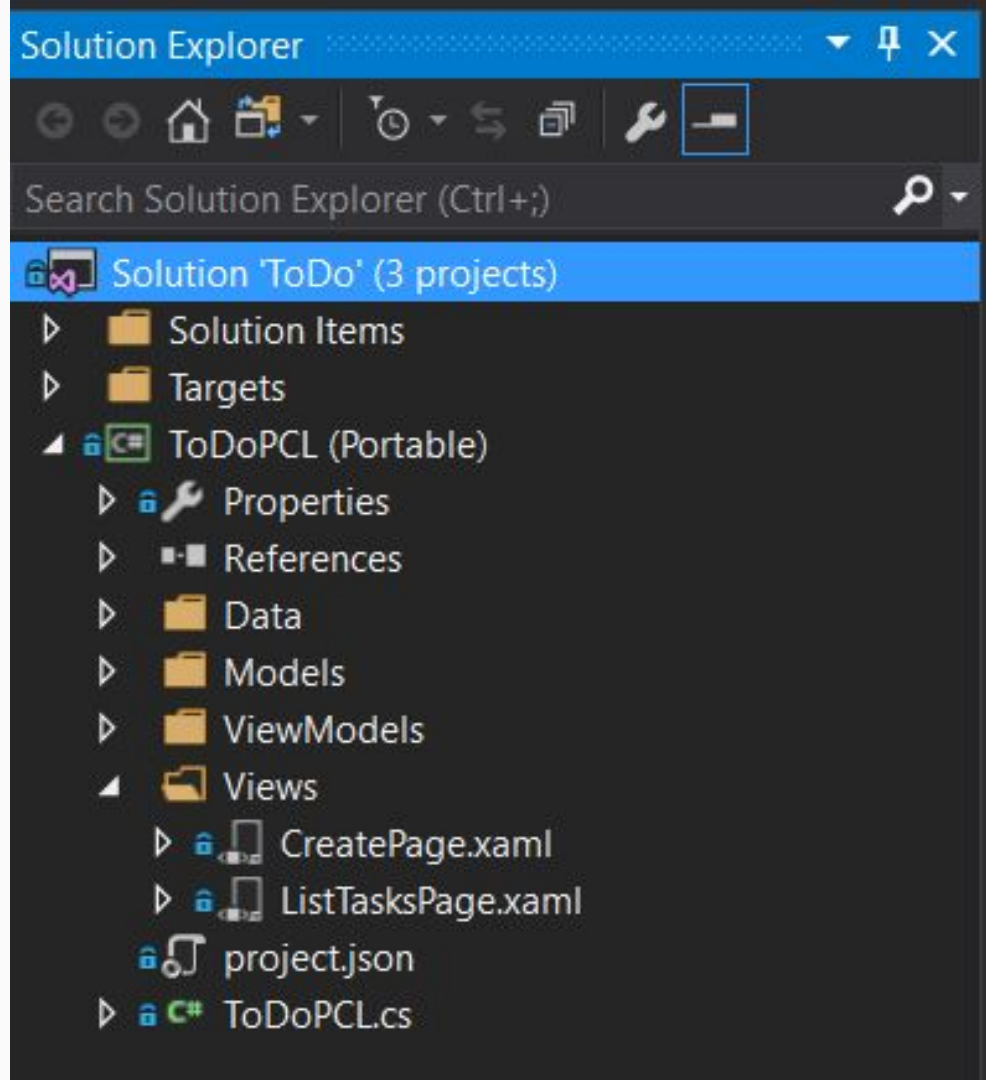 Solution Explorer
Search Solution Explorer (Ctrl+;)
Solution 'ToDo' (3 projects)
Solution Items
Targets
C# ToDoPCL (Portable)
Properties
References
Data
Models
ViewModels
Views
CreatePage.xaml
ListTasksPage.xaml
project.json
C# ToDoPCL.cs